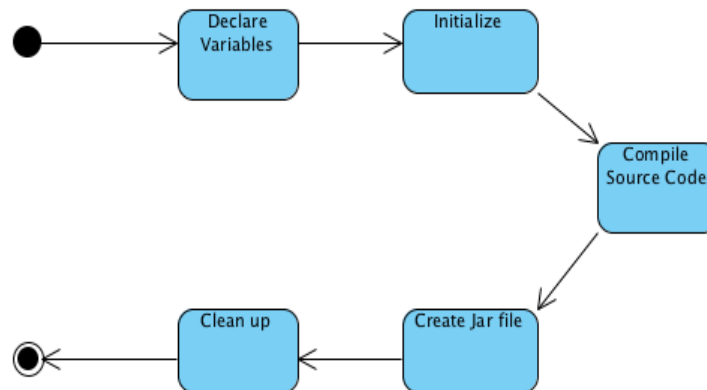 Declare
Variables
Initialize
Compile
Source Code
Create Jar file
Clean up